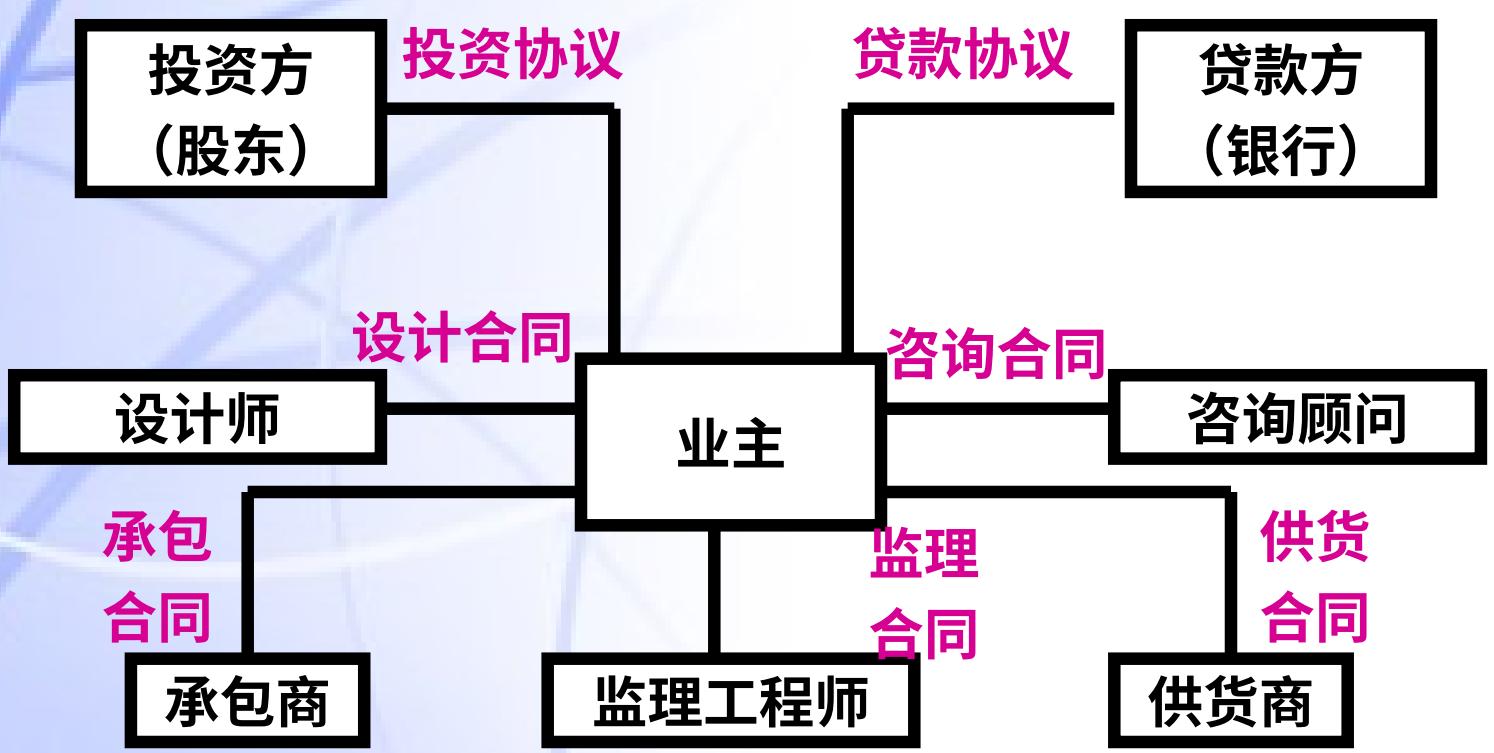 投资方
（股东）
投资协议
贷款协议
贷款方
（银行）
设计合同
咨询合同
设计师
业主
咨询顾问
承包
合同
监理
合同
供货
合同
承包商
监理工程师
供货商